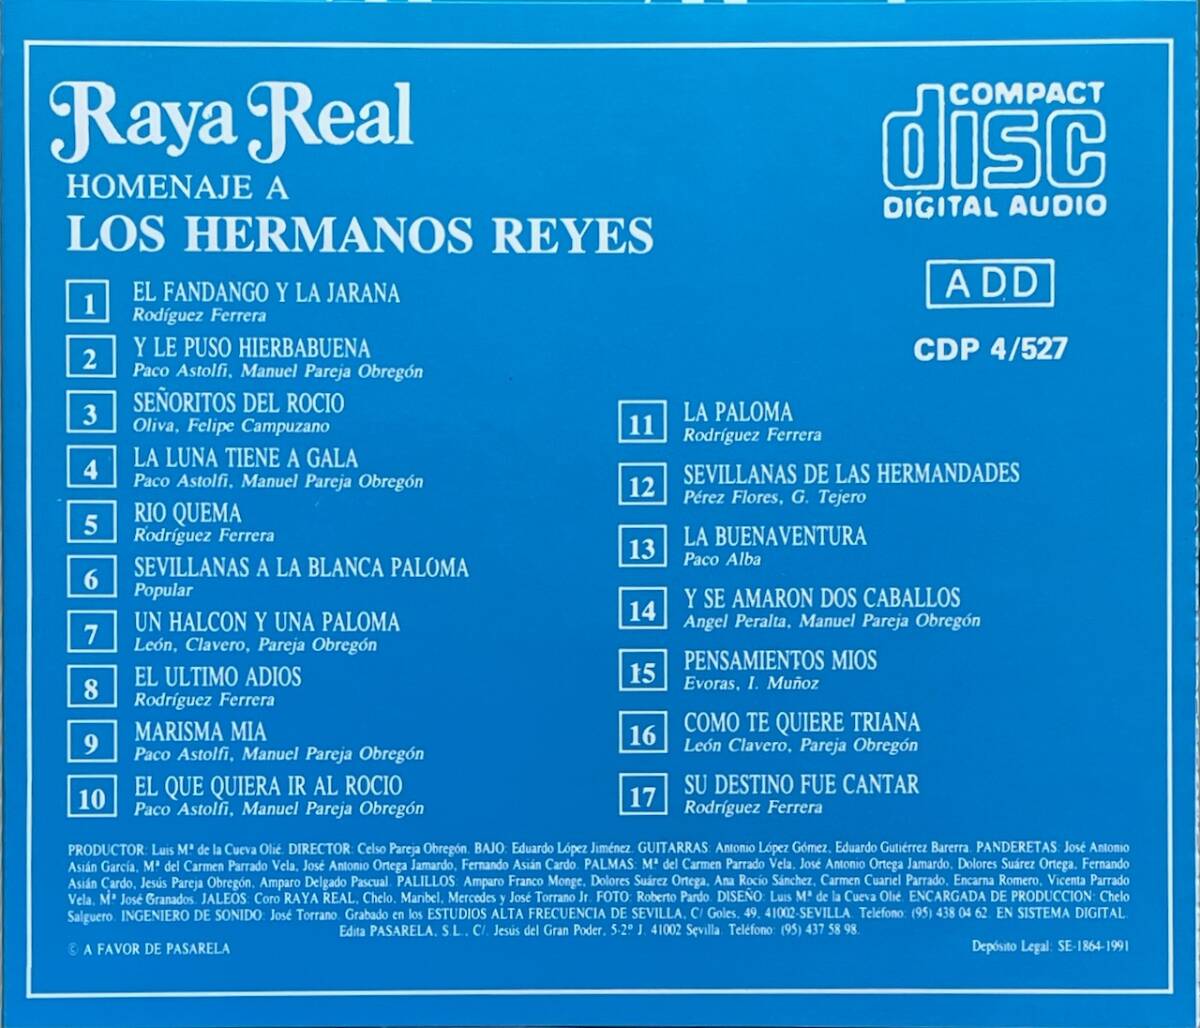 Raya Real
HOMENAJE A
LOS HERMANOS REYES
COMPACT
disc
DIGITAL AUDIO
ADD
CDP 4/527
1 EL FANDANGO Y LA JARANA
Rodíguez Ferrera
2 Y LE PUSO HIERBABUENA
Paco Astolfi, Manuel Pareja Obregón
3 SEÑORITOS DEL ROCIO
Oliva, Felipe Campuzano
4 LA LUNA TIENE A GALA
Paco Astolfi, Manuel Pareja Obregón
5 RIO QUEMA
Rodríguez Ferrera
6 SEVILLANAS A LA BLANCA PALOMA
Popular
7 UN HALCON Y UNA PALOMA
León, Clavero, Pareja Obregón
8 EL ULTIMO ADIOS
Rodríguez Ferrera
9 MARISMA MIA
Paco Astolfi, Manuel Pareja Obregón
10 EL QUE QUIERA IR AL ROCIO
Paco Astolfi, Manuel Pareja Obregón
11 LA PALOMA
Rodríguez Ferrera
12 SEVILLANAS DE LAS HERMANDADES
Pérez Flores, G. Tejero
13 LA BUENAVENTURA
Paco Alba
14 Y SE AMARON DOS CABALLOS
Angel Peralta, Manuel Pareja Obregón
15 PENSAMIENTOS MIOS
Evoras, I. Muñoz
16 COMO TE QUIERE TRIANA
León Clavero, Pareja Obregón
17 SU DESTINO FUE CANTAR
Rodríguez Ferrera
PRODUCTOR: Luis Mª de la Cueva Olié. DIRECTOR: Celso Pareja Obregón. BAJO: Eduardo López Jiménez. GUITARRAS: Antonio López Gómez, Eduardo Gutiérrez Barerra. PANDERETAS: José Antonio
Asián García, Mª del Carmen Parrado Vela, José Antonio Ortega Jamardo, Fernando Asián Cardo. PALMAS: Mª del Carmen Parrado Vela, José Antonio Ortega Jamardo, Dolores Suárez Ortega, Fernando
Asián Cardo, Jesús Pareja Obregón, Amparo Delgado Pascual. PALILLOS: Amparo Franco Monge, Dolores Suárez Ortega, Ana Rocío Sánchez, Carmen Cuariel Parrado, Encarna Romero, Vicenta Parrado
Vela, Mª José Granados. JALEOS: Coro RAYA REAL, Chelo, Maribel, Mercedes y José Torrano Jr. FOTO: Roberto Pardo. DISEÑO: Luis Mª de la Cueva Olié. ENCARGADA DE PRODUCCION: Chelo
Salguero. INGENIERO DE SONIDO: José Torrano. Grabado en los ESTUDIOS ALTA FRECUENCIA DE SEVILLA, C/ Goles, 49, 41002-SEVILLA. Teléfono: (95) 438 04 62. EN SISTEMA DIGITAL.
Edita PASARELA, S.L., C/. Jesús del Gran Poder, 5-2º J. 41002 Sevilla. Teléfono: (95) 437 58 98.
© A FAVOR DE PASARELA
Depósito Legal: SE-1864-1991